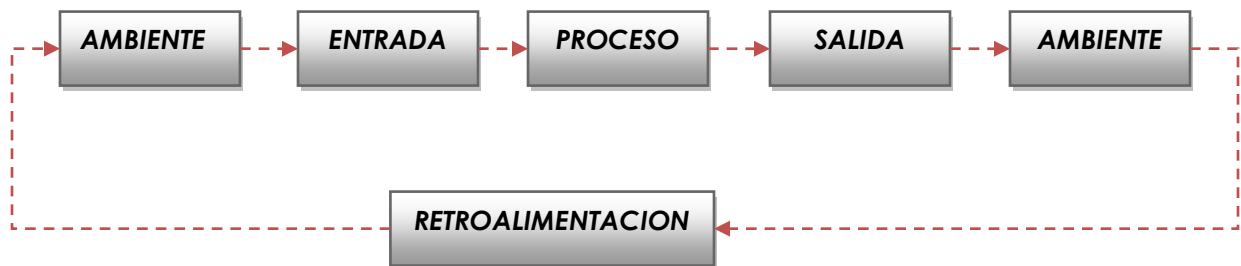 AMBIENTE
ENTRADA
PROCESO
SALIDA
AMBIENTE
RETROALIMENTACION